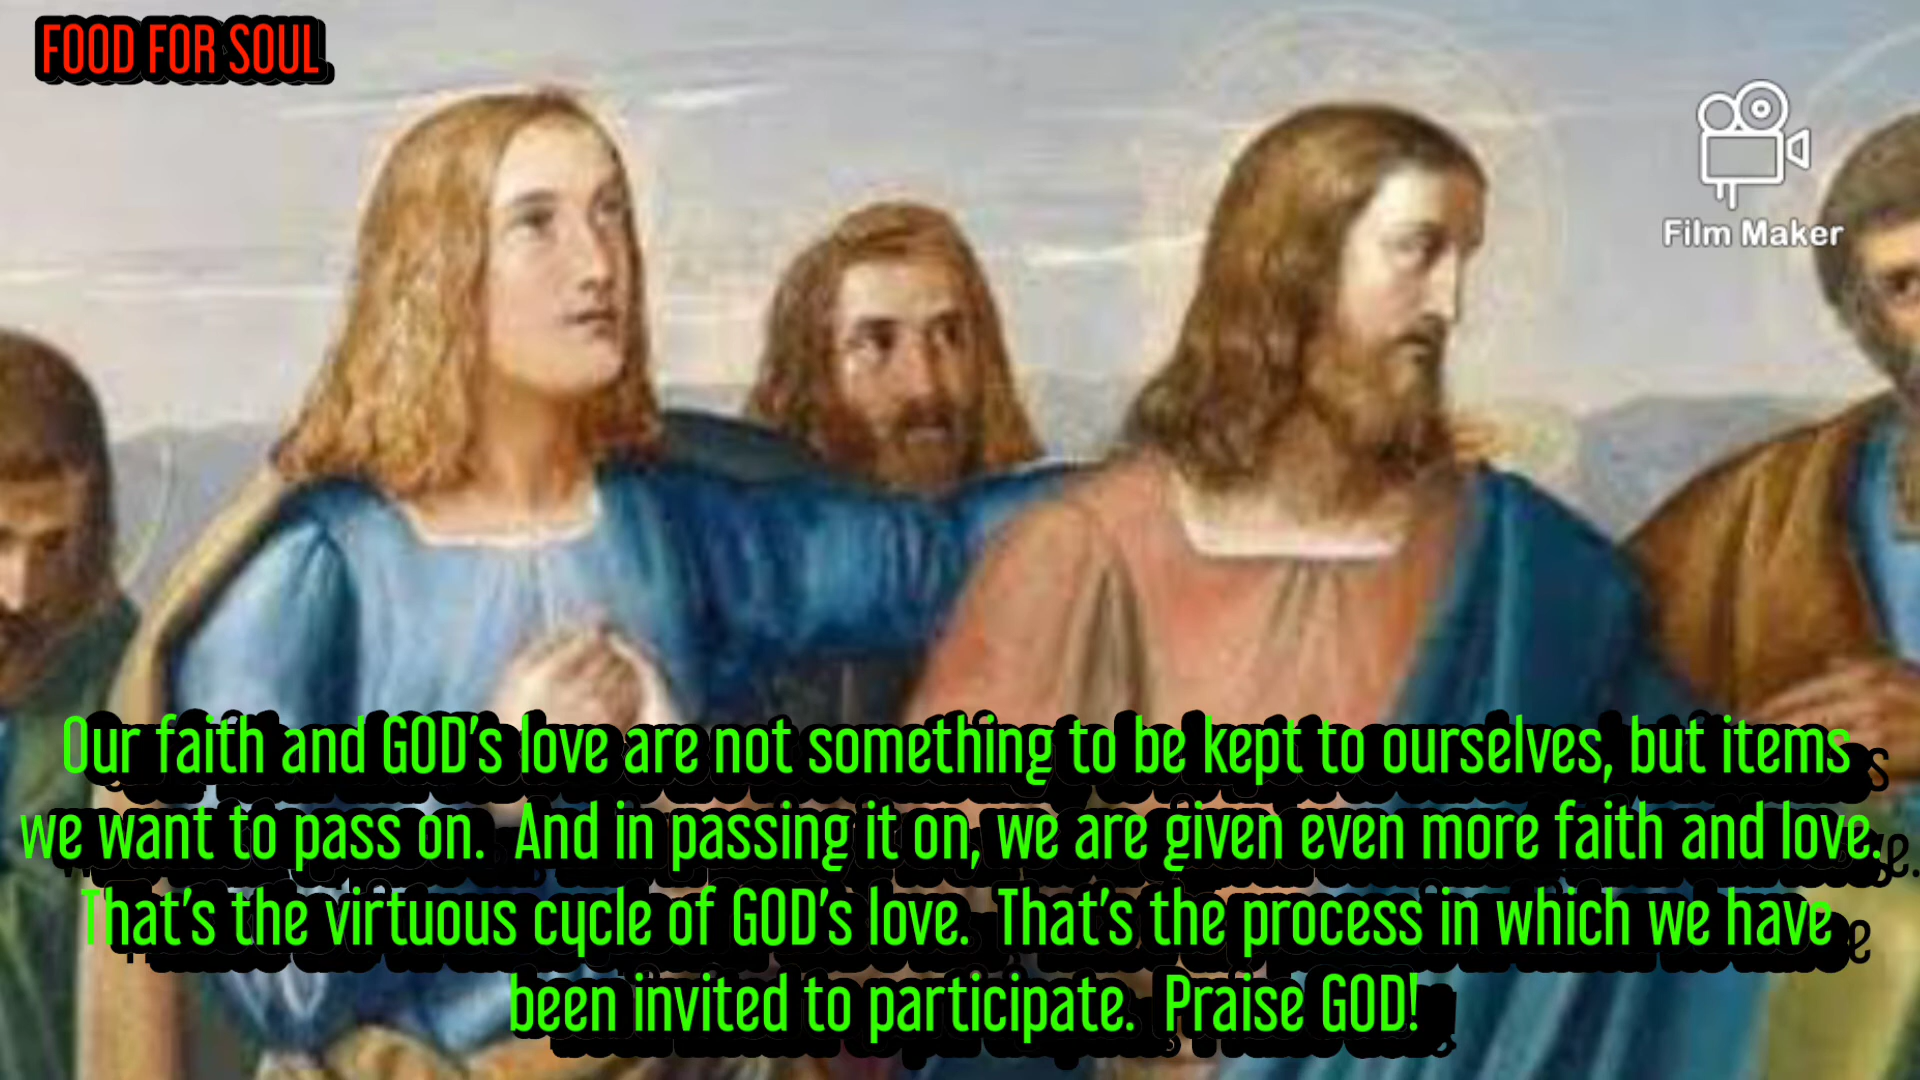 FOOD FOR SOUL
Film Maker
Our faith and GOD's love are not something to be kept to ourselves, but items
we want to pass on.  And in passing it on, we are given even more faith and love.
That's the virtuous cycle of GOD's love.  That's the process in which we have
been invited to participate.  Praise GOD!